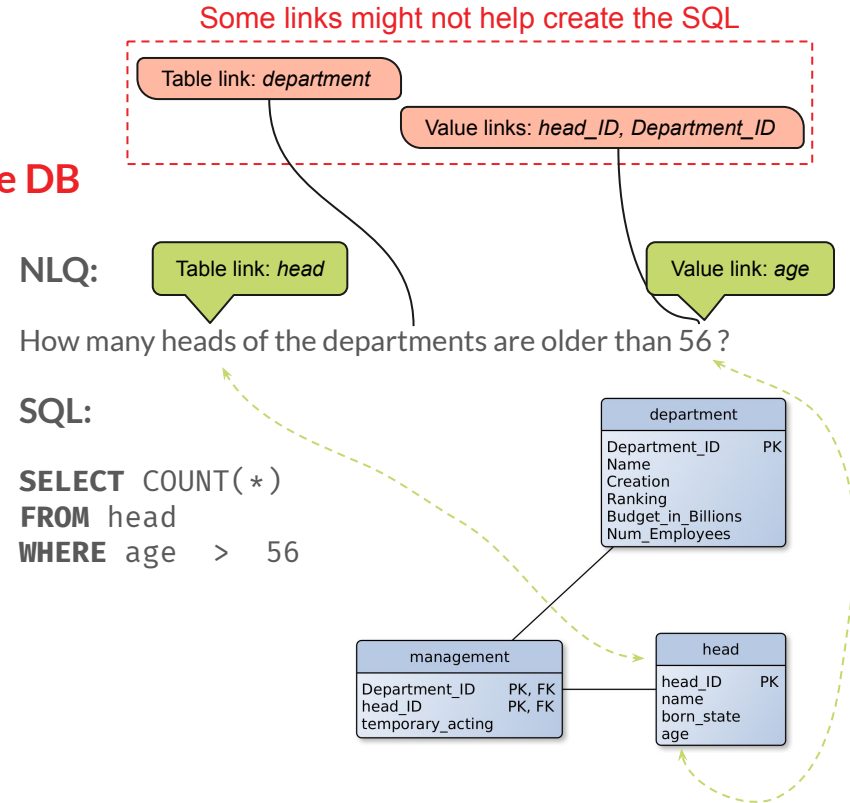 Some links might not help create the SQL
Table link: department
Value links: head_ID, Department_ID
e DB
NLQ:
Table link: head
Value link: age
How many heads of the departments are older than 56 ?
SQL:
SELECT COUNT(*)
FROM head
WHERE age > 56
department
Department_ID PK
Name
Creation
Ranking
Budget_in_Billions
Num_Employees
management
Department_ID PK, FK
head_ID PK, FK
temporary_acting
head
head_ID PK
name
born_state
age